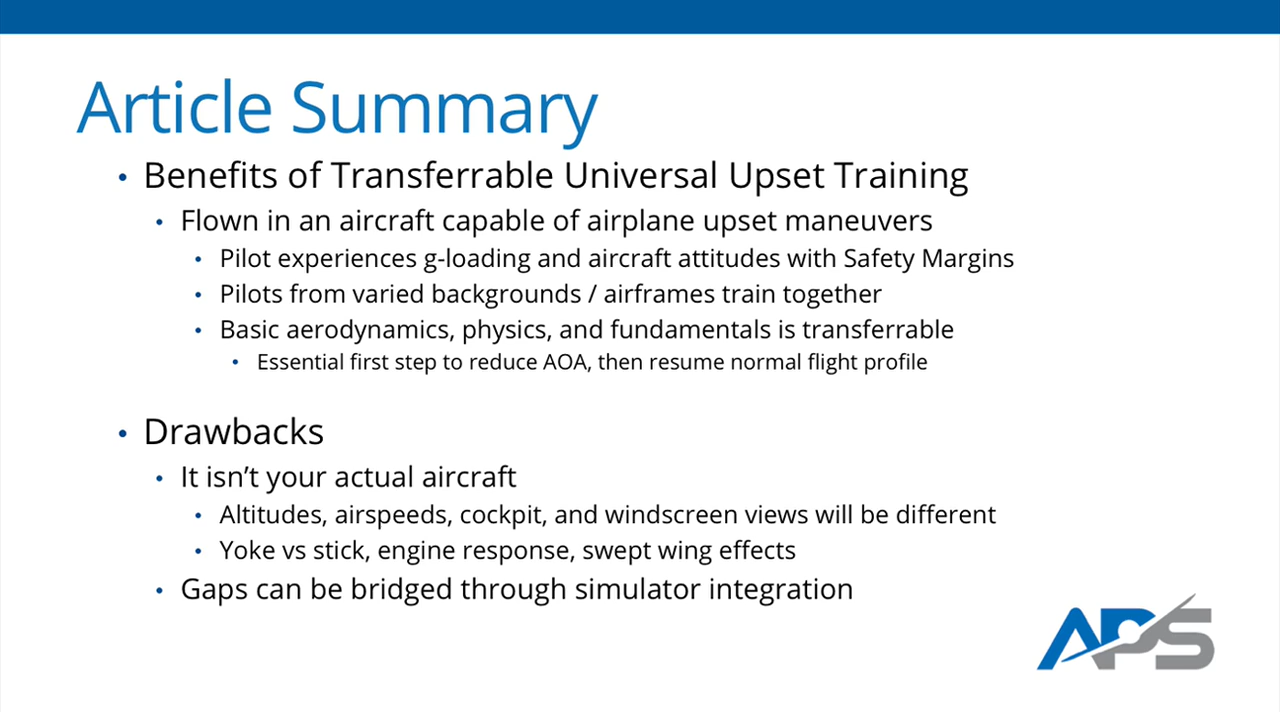 Article Summary
• Benefits of Transferrable Universal Upset Training
• Flown in an aircraft capable of airplane upset maneuvers
• Pilot experiences g-loading and aircraft attitudes with Safety Margins
• Pilots from varied backgrounds / airframes train together
• Basic aerodynamics, physics, and fundamentals is transferrable
• Essential first step to reduce AOA, then resume normal flight profile
• Drawbacks
• It isn’t your actual aircraft
• Altitudes, airspeeds, cockpit, and windscreen views will be different
• Yoke vs stick, engine response, swept wing effects
• Gaps can be bridged through simulator integration
APS